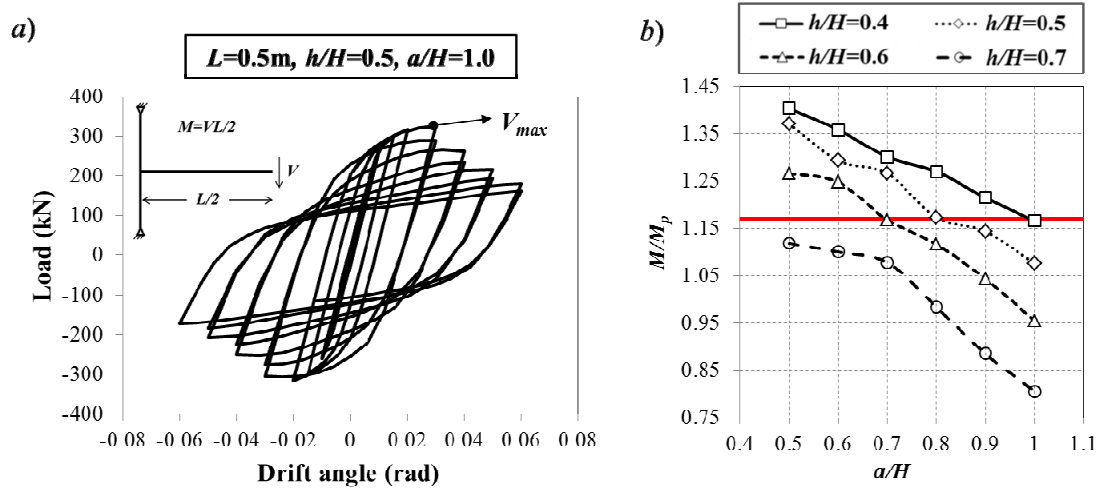 a)
L=0.5m, h/H=0.5, a/H=1.0
400
300
200
100
0
-100
-200
-300
-400
Load (kN)
M=VL/2
V
L/2
Vmax
-0.08 -0.06 -0.04 -0.02 0 0.02 0.04 0.06 0.08
Drift angle (rad)
b)
h/H=0.4
h/H=0.5
h/H=0.6
h/H=0.7
1.45
1.35
1.25
1.15
1.05
0.95
0.85
0.75
M/Mp
0.4 0.5 0.6 0.7 0.8 0.9 1 1.1
a/H